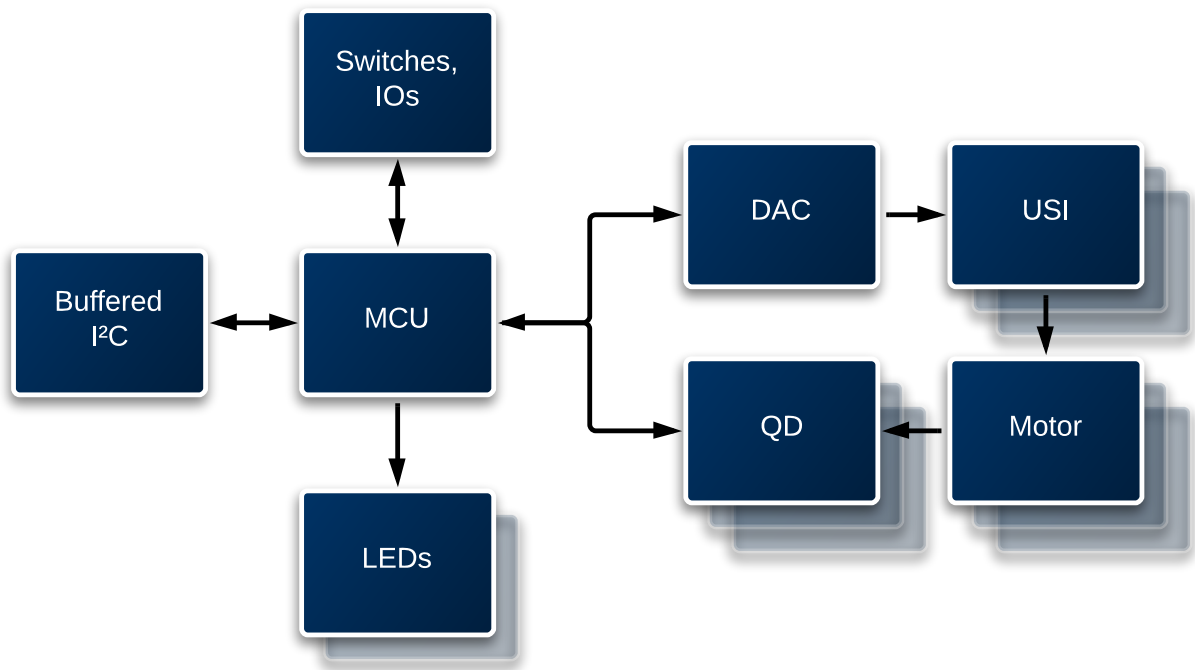 Switches,
IOs
DAC
USI
Buffered
I²C
MCU
QD
Motor
LEDs